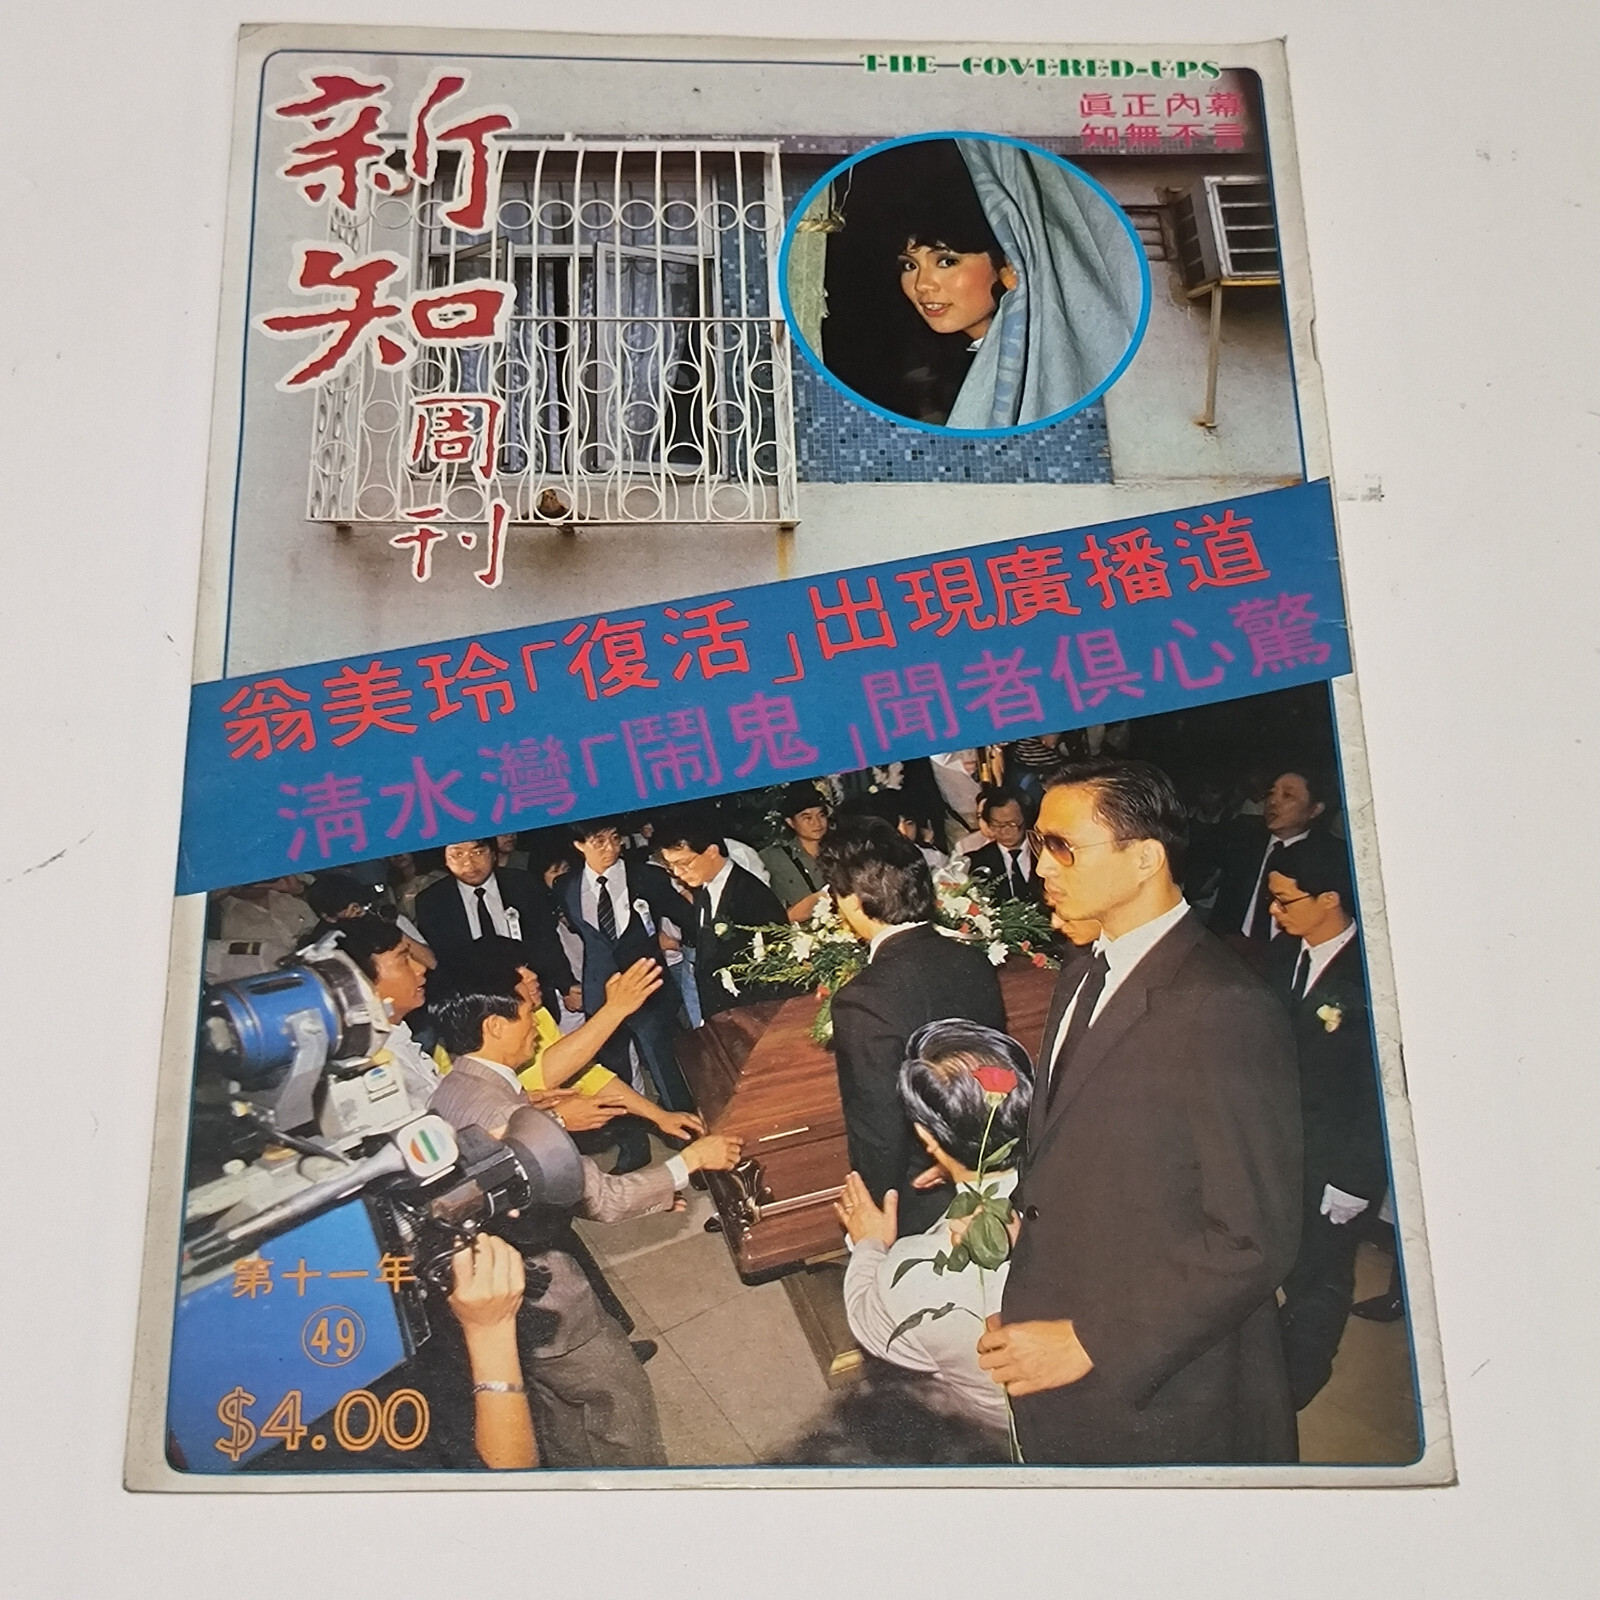 THE COVERED-UPS
眞正內幕
知無不言
新知
周刊
翁美玲「復活」出現廣播道
清水灣「鬧鬼」聞者俱心驚
第十一年
49
$4.00